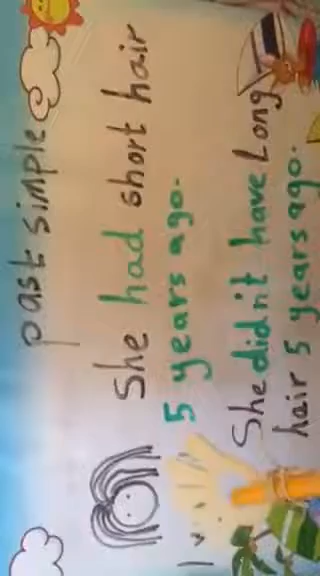 past simple
She had short hair
5 years ago.
She didn't have Long
hair 5 years ago.